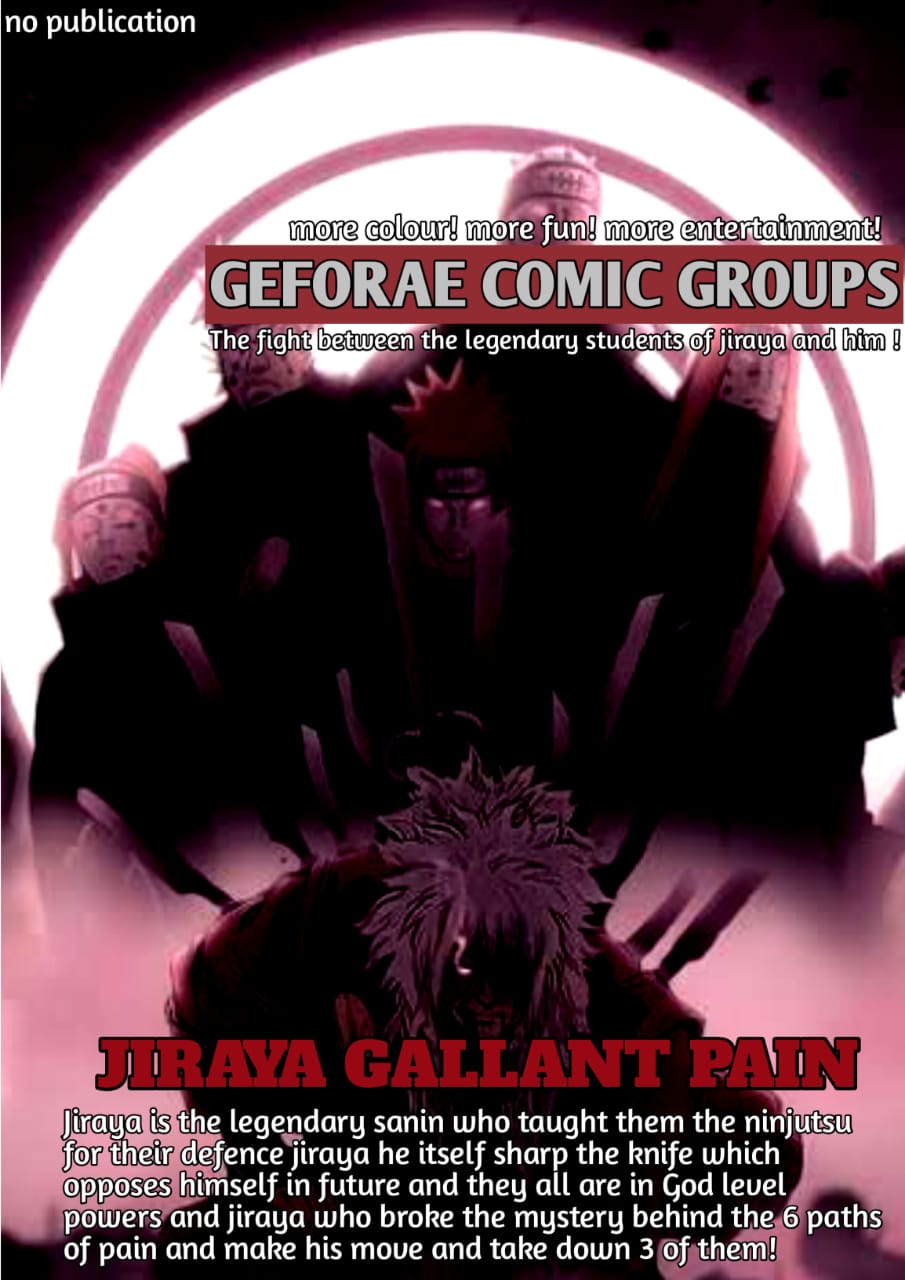 no publication
more colour! more fun! more entertainment!
GEFORAE COMIC GROUPS
The fight between the legendary students of jiraya and him !
JIRAYA GALLANT PAIN
Jiraya is the legendary sanin who taught them the ninjutsu
for their defence jiraya he itself sharp the knife which
opposes himself in future and they all are in God level
powers and jiraya who broke the mystery behind the 6 paths
of pain and make his move and take down 3 of them!